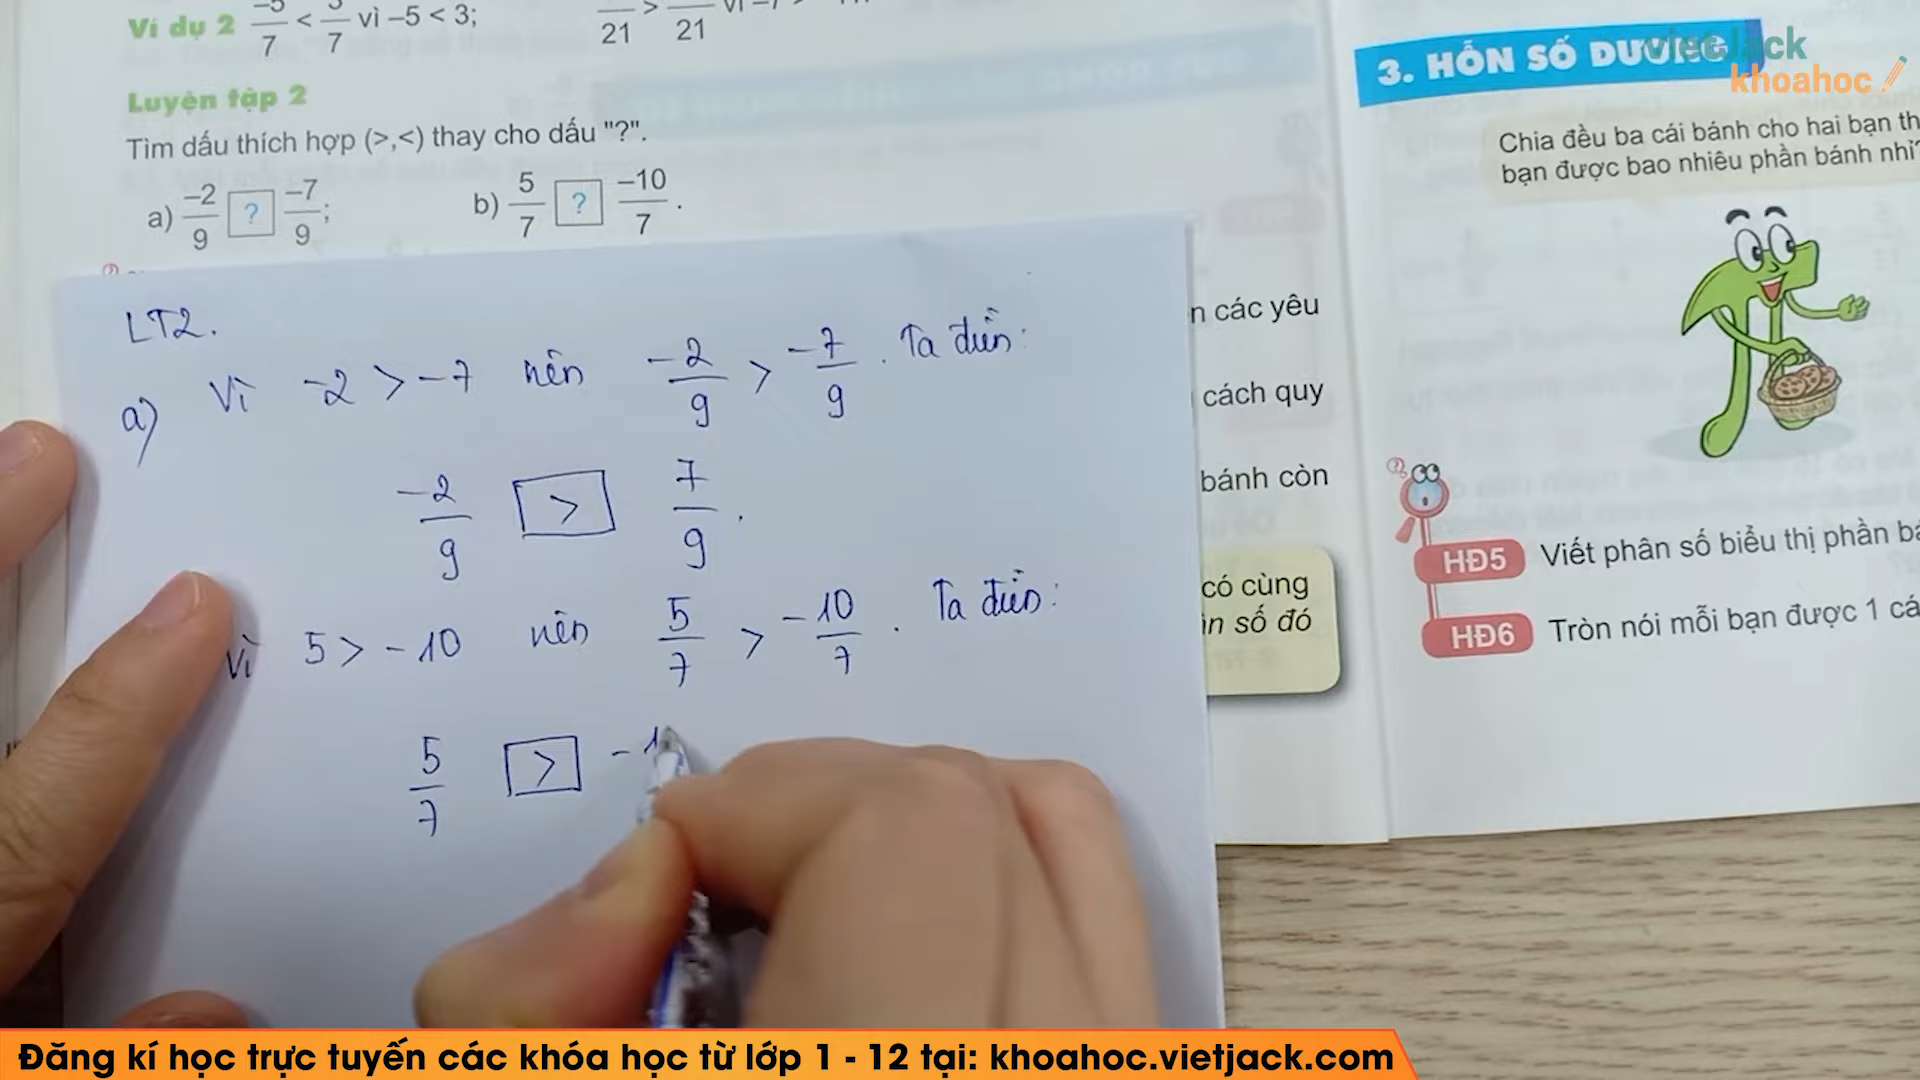 Ví dụ 2 -5/7 < 3/7 vì –5 < 3; /21 > /21 vì -7 >
Luyện tập 2
Tìm dấu thích hợp (>,<) thay cho dấu "?".
a) –2/9 ? –7/9; b) 5/7 ? –10/7.
LT2.
a) Vì -2 > -7 nên -2/9 > -7/9. Ta điền:
-2/9 > 7/9.
Vì 5 > -10 nên 5/7 > -10/7. Ta điền:
5/7 > -1
n các yêu
cách quy
bánh còn
có cùng
n số đó
3. HỖN SỐ DƯƠNG
vietJack
khoahoc
Chia đều ba cái bánh cho hai bạn th
bạn được bao nhiêu phần bánh nhỉ?
HĐ5 Viết phân số biểu thị phần bá
HĐ6 Tròn nói mỗi bạn được 1 cá
Đăng kí học trực tuyến các khóa học từ lớp 1 - 12 tại: khoahoc.vietjack.com